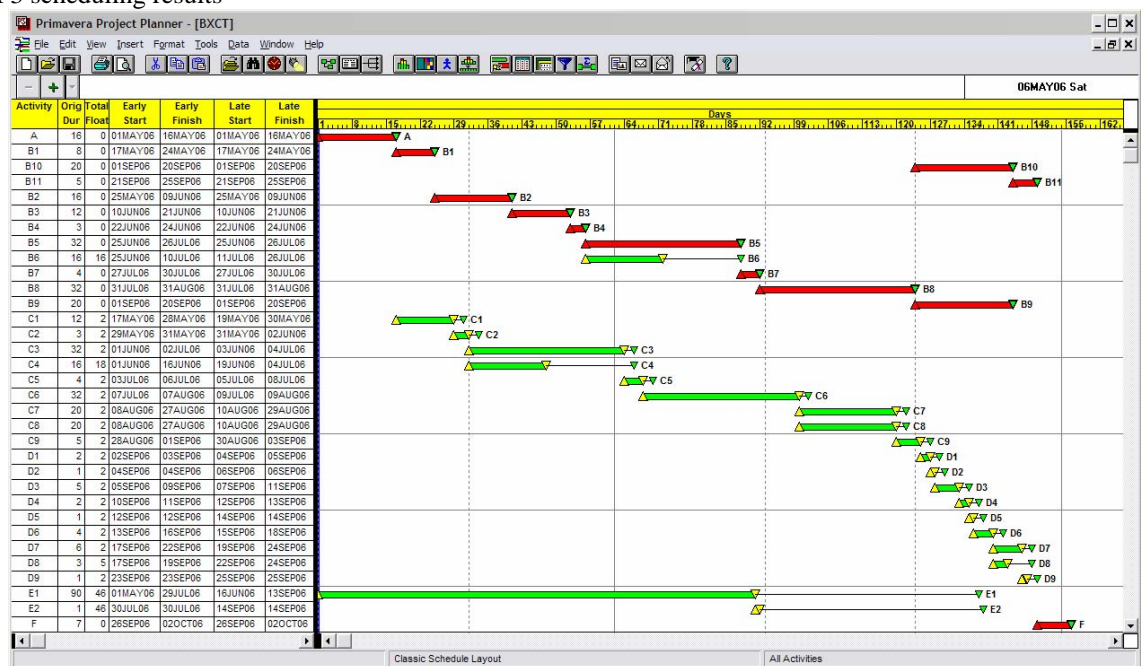 P3 scheduling results
Primavera Project Planner - [BXCT]
File Edit View Insert Format Tools Data Window Help
06MAY06 Sat
Activity Orig Dur Total Float Early Start Early Finish Late Start Late Finish Days
1 8 15 22 29 36 43 50 57 64 71 78 85 92 99 106 113 120 127 134 141 148 155 162
A 16 0 01MAY06 16MAY06 01MAY06 16MAY06 A
B1 8 0 17MAY06 24MAY06 17MAY06 24MAY06 B1
B10 20 0 01SEP06 20SEP06 01SEP06 20SEP06 B10
B11 5 0 21SEP06 25SEP06 21SEP06 25SEP06 B11
B2 16 0 25MAY06 09JUN06 25MAY06 09JUN06 B2
B3 12 0 10JUN06 21JUN06 10JUN06 21JUN06 B3
B4 3 0 22JUN06 24JUN06 22JUN06 24JUN06 B4
B5 32 0 25JUN06 26JUL06 25JUN06 26JUL06 B5
B6 16 16 25JUN06 10JUL06 11JUL06 26JUL06 B6
B7 4 0 27JUL06 30JUL06 27JUL06 30JUL06 B7
B8 32 0 31JUL06 31AUG06 31JUL06 31AUG06 B8
B9 20 0 01SEP06 20SEP06 01SEP06 20SEP06 B9
C1 12 2 17MAY06 28MAY06 19MAY06 30MAY06 C1
C2 3 2 29MAY06 31MAY06 31MAY06 02JUN06 C2
C3 32 2 01JUN06 02JUL06 03JUN06 04JUL06 C3
C4 16 18 01JUN06 16JUN06 19JUN06 04JUL06 C4
C5 4 2 03JUL06 06JUL06 05JUL06 08JUL06 C5
C6 32 2 07JUL06 07AUG06 09JUL06 09AUG06 C6
C7 20 2 08AUG06 27AUG06 10AUG06 29AUG06 C7
C8 20 2 08AUG06 27AUG06 10AUG06 29AUG06 C8
C9 5 2 28AUG06 01SEP06 30AUG06 03SEP06 C9
D1 2 2 02SEP06 03SEP06 04SEP06 05SEP06 D1
D2 1 2 04SEP06 04SEP06 06SEP06 06SEP06 D2
D3 5 2 05SEP06 09SEP06 07SEP06 11SEP06 D3
D4 2 2 10SEP06 11SEP06 12SEP06 13SEP06 D4
D5 1 2 12SEP06 12SEP06 14SEP06 14SEP06 D5
D6 4 2 13SEP06 16SEP06 15SEP06 18SEP06 D6
D7 6 2 17SEP06 22SEP06 19SEP06 24SEP06 D7
D8 3 5 17SEP06 19SEP06 22SEP06 24SEP06 D8
D9 1 2 23SEP06 23SEP06 25SEP06 25SEP06 D9
E1 90 46 01MAY06 29JUL06 16JUN06 13SEP06 E1
E2 1 46 30JUL06 30JUL06 14SEP06 14SEP06 E2
F 7 0 26SEP06 02OCT06 26SEP06 02OCT06 F
Classic Schedule Layout All Activities